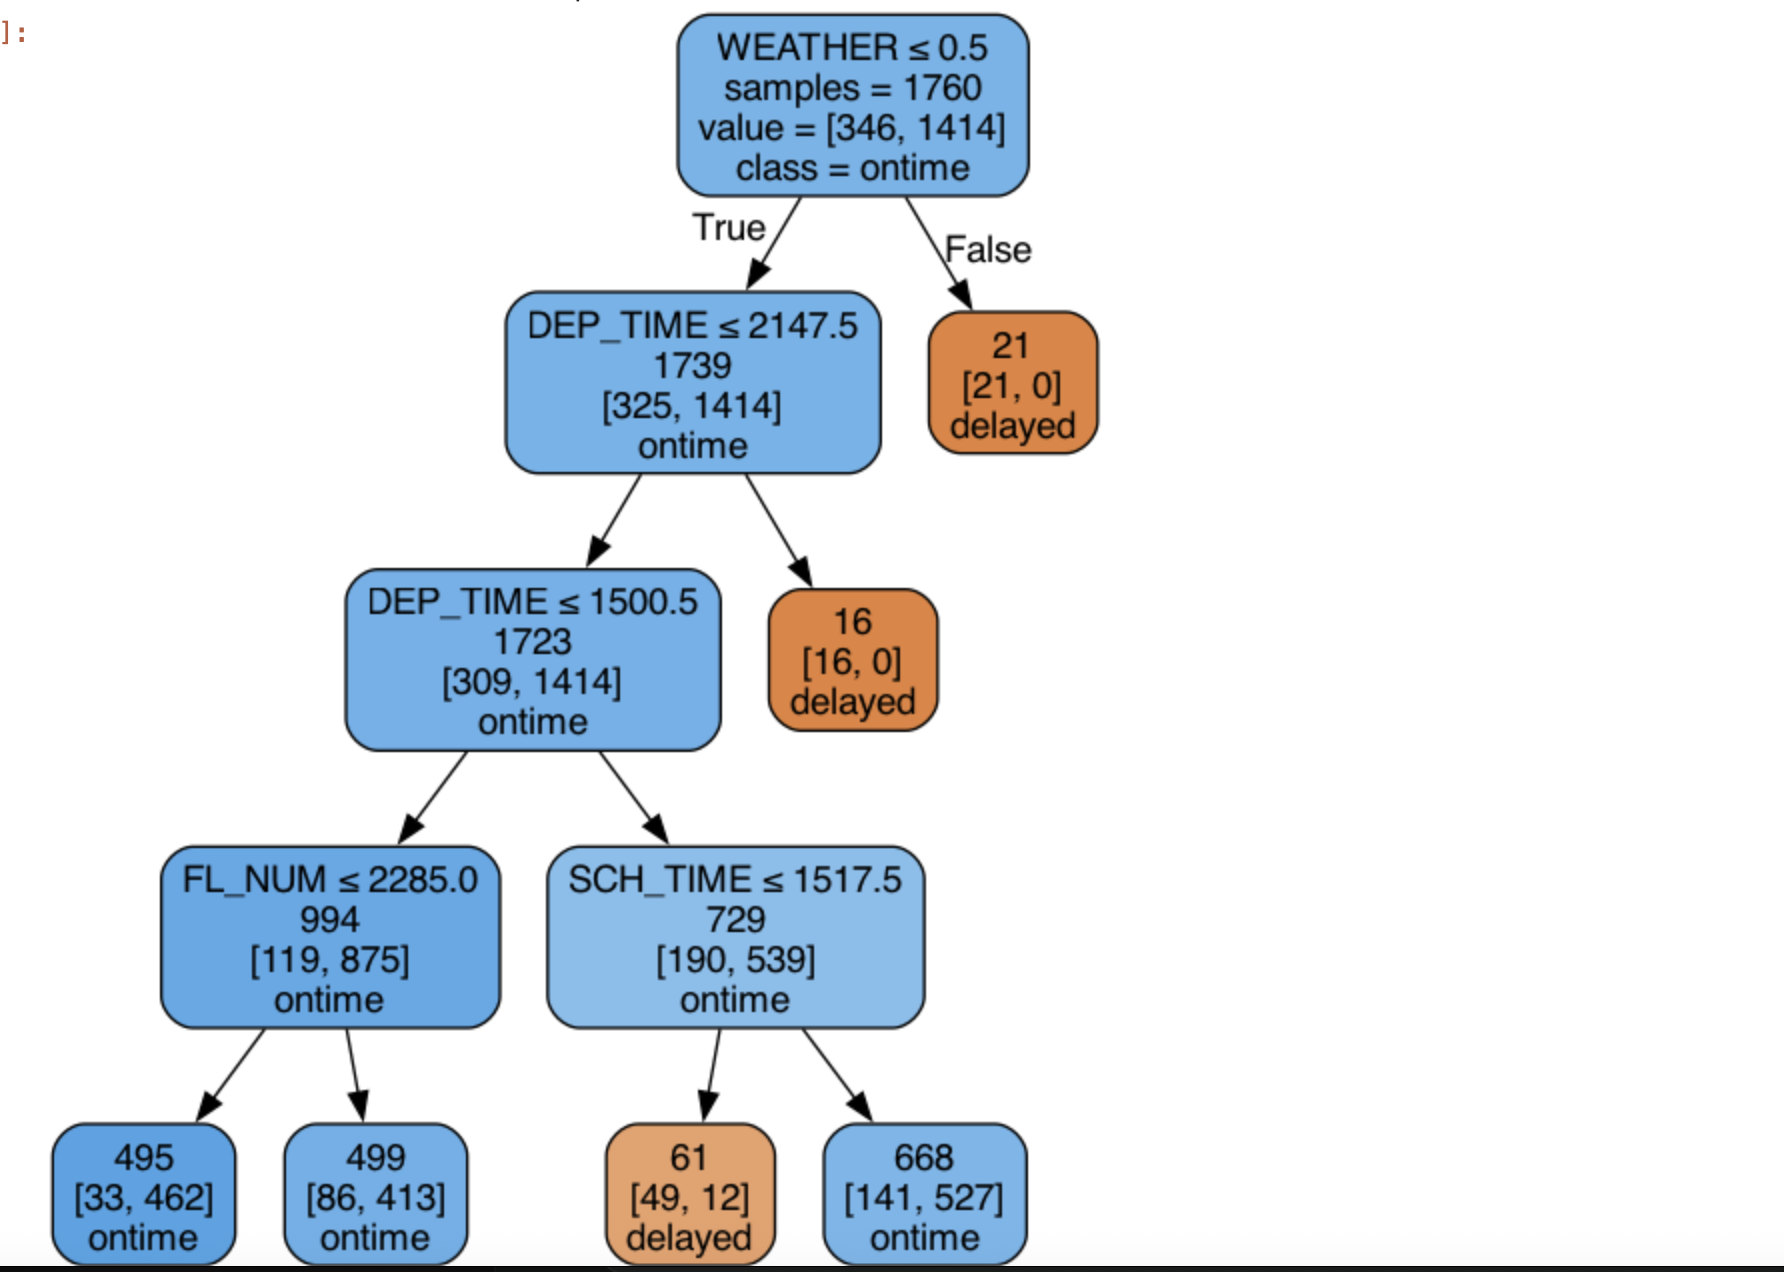 ]:
WEATHER ≤ 0.5
samples = 1760
value = [346, 1414]
class = ontime
True
False
DEP_TIME ≤ 2147.5
1739
[325, 1414]
ontime
21
[21, 0]
delayed
DEP_TIME ≤ 1500.5
1723
[309, 1414]
ontime
16
[16, 0]
delayed
FL_NUM ≤ 2285.0
994
[119, 875]
ontime
SCH_TIME ≤ 1517.5
729
[190, 539]
ontime
495
[33, 462]
ontime
499
[86, 413]
ontime
61
[49, 12]
delayed
668
[141, 527]
ontime